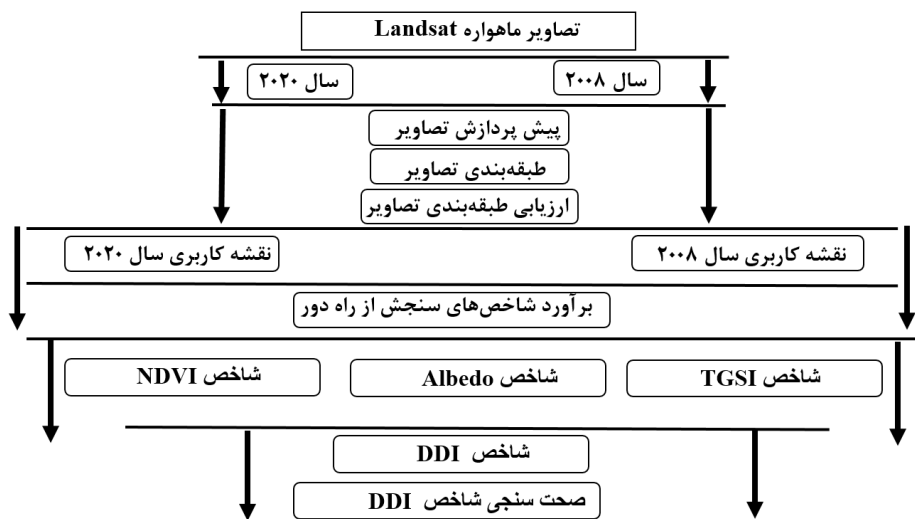 تصاویر ماهواره Landsat
سال ۲۰۰۸
سال ۲۰۲۰
پیش پردازش تصاویر
طبقه‌بندی تصاویر
ارزیابی طبقه‌بندی تصاویر
نقشه کاربری سال ۲۰۰۸
نقشه کاربری سال ۲۰۲۰
برآورد شاخص‌های سنجش از راه دور
شاخص TGSI
شاخص Albedo
شاخص NDVI
شاخص DDI
صحت سنجی شاخص DDI